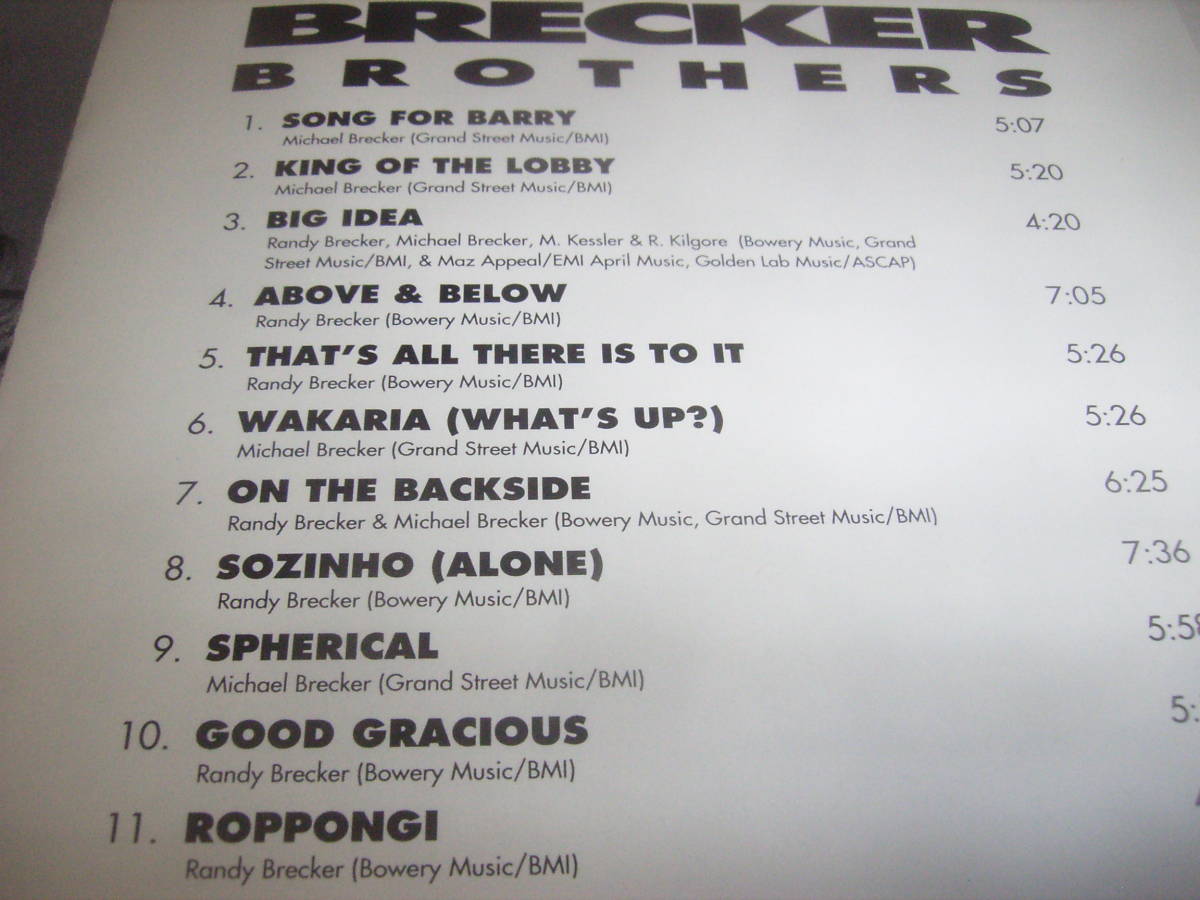 BRECKER
BROTHERS
1. SONG FOR BARRY 5:07
Michael Brecker (Grand Street Music/BMI)
2. KING OF THE LOBBY 5:20
Michael Brecker (Grand Street Music/BMI)
3. BIG IDEA 4:20
Randy Brecker, Michael Brecker, M. Kessler & R. Kilgore (Bowery Music, Grand
Street Music/BMI, & Maz Appeal/EMI April Music, Golden Lab Music/ASCAP)
4. ABOVE & BELOW 7:05
Randy Brecker (Bowery Music/BMI)
5. THAT'S ALL THERE IS TO IT 5:26
Randy Brecker (Bowery Music/BMI)
6. WAKARIA (WHAT'S UP?) 5:26
Michael Brecker (Grand Street Music/BMI)
7. ON THE BACKSIDE 6:25
Randy Brecker & Michael Brecker (Bowery Music, Grand Street Music/BMI)
8. SOZINHO (ALONE) 7:36
Randy Brecker (Bowery Music/BMI)
9. SPHERICAL 5:58
Michael Brecker (Grand Street Music/BMI)
10. GOOD GRACIOUS 5:
Randy Brecker (Bowery Music/BMI)
11. ROPPONGI
Randy Brecker (Bowery Music/BMI)